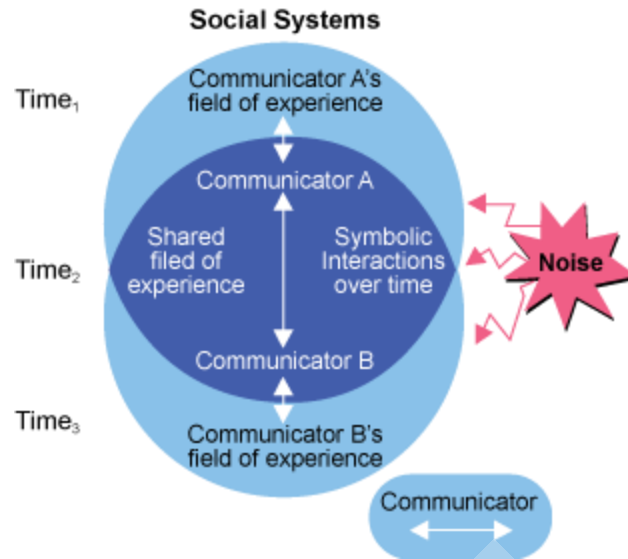 Social Systems
Time₁
Communicator A's
field of experience
Communicator A
Time₂
Shared
filed of
experience
Symbolic
Interactions
over time
Noise
Communicator B
Time₃
Communicator B's
field of experience
Communicator